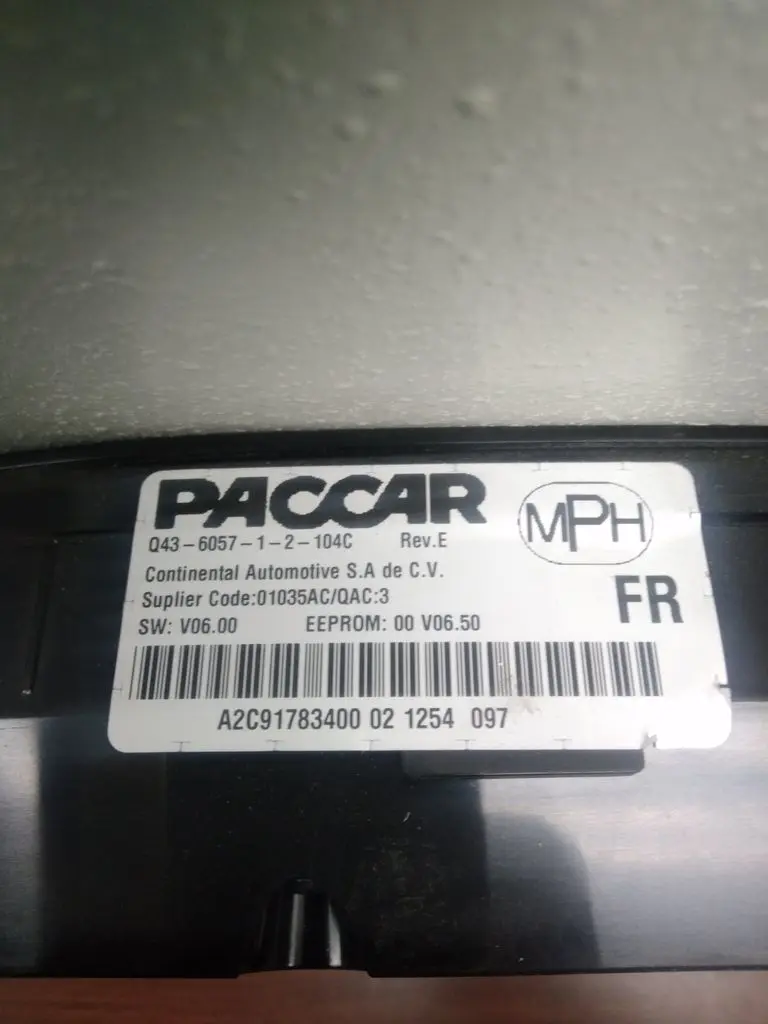 PACCAR
MPH
Q43-6057-1-2-104C Rev.E
Continental Automotive S.A de C.V.
Suplier Code:01035AC/QAC:3
FR
SW: V06.00 EEPROM: 00 V06.50
A2C91783400 02 1254 097